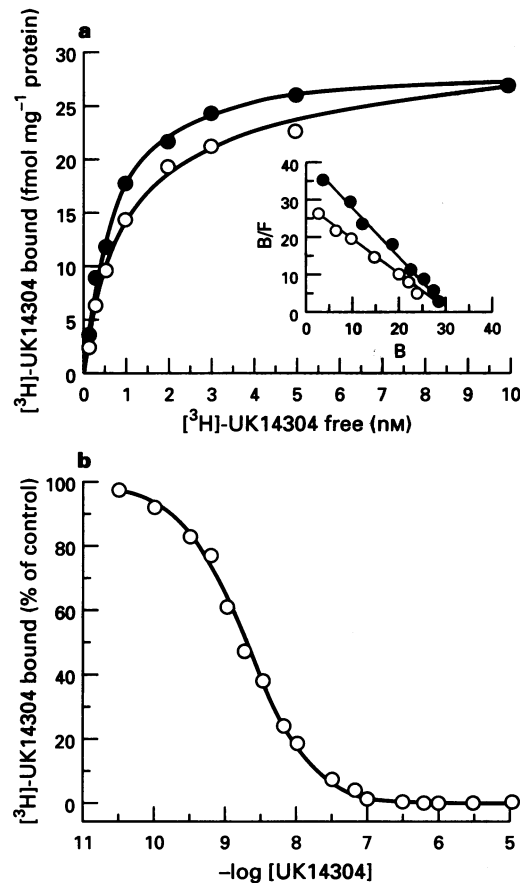 a
[³H]-UK14304 bound (fmol mg⁻¹ protein)
30
25
20
15
10
5
0
0 1 2 3 4 5 6 7 8 9 10
[³H]-UK14304 free (nM)
B/F
40
30
20
10
0
0 10 20 30 40
B
b
[³H]-UK14304 bound (% of control)
100
80
60
40
20
0
11 10 9 8 7 6 5
–log [UK14304]